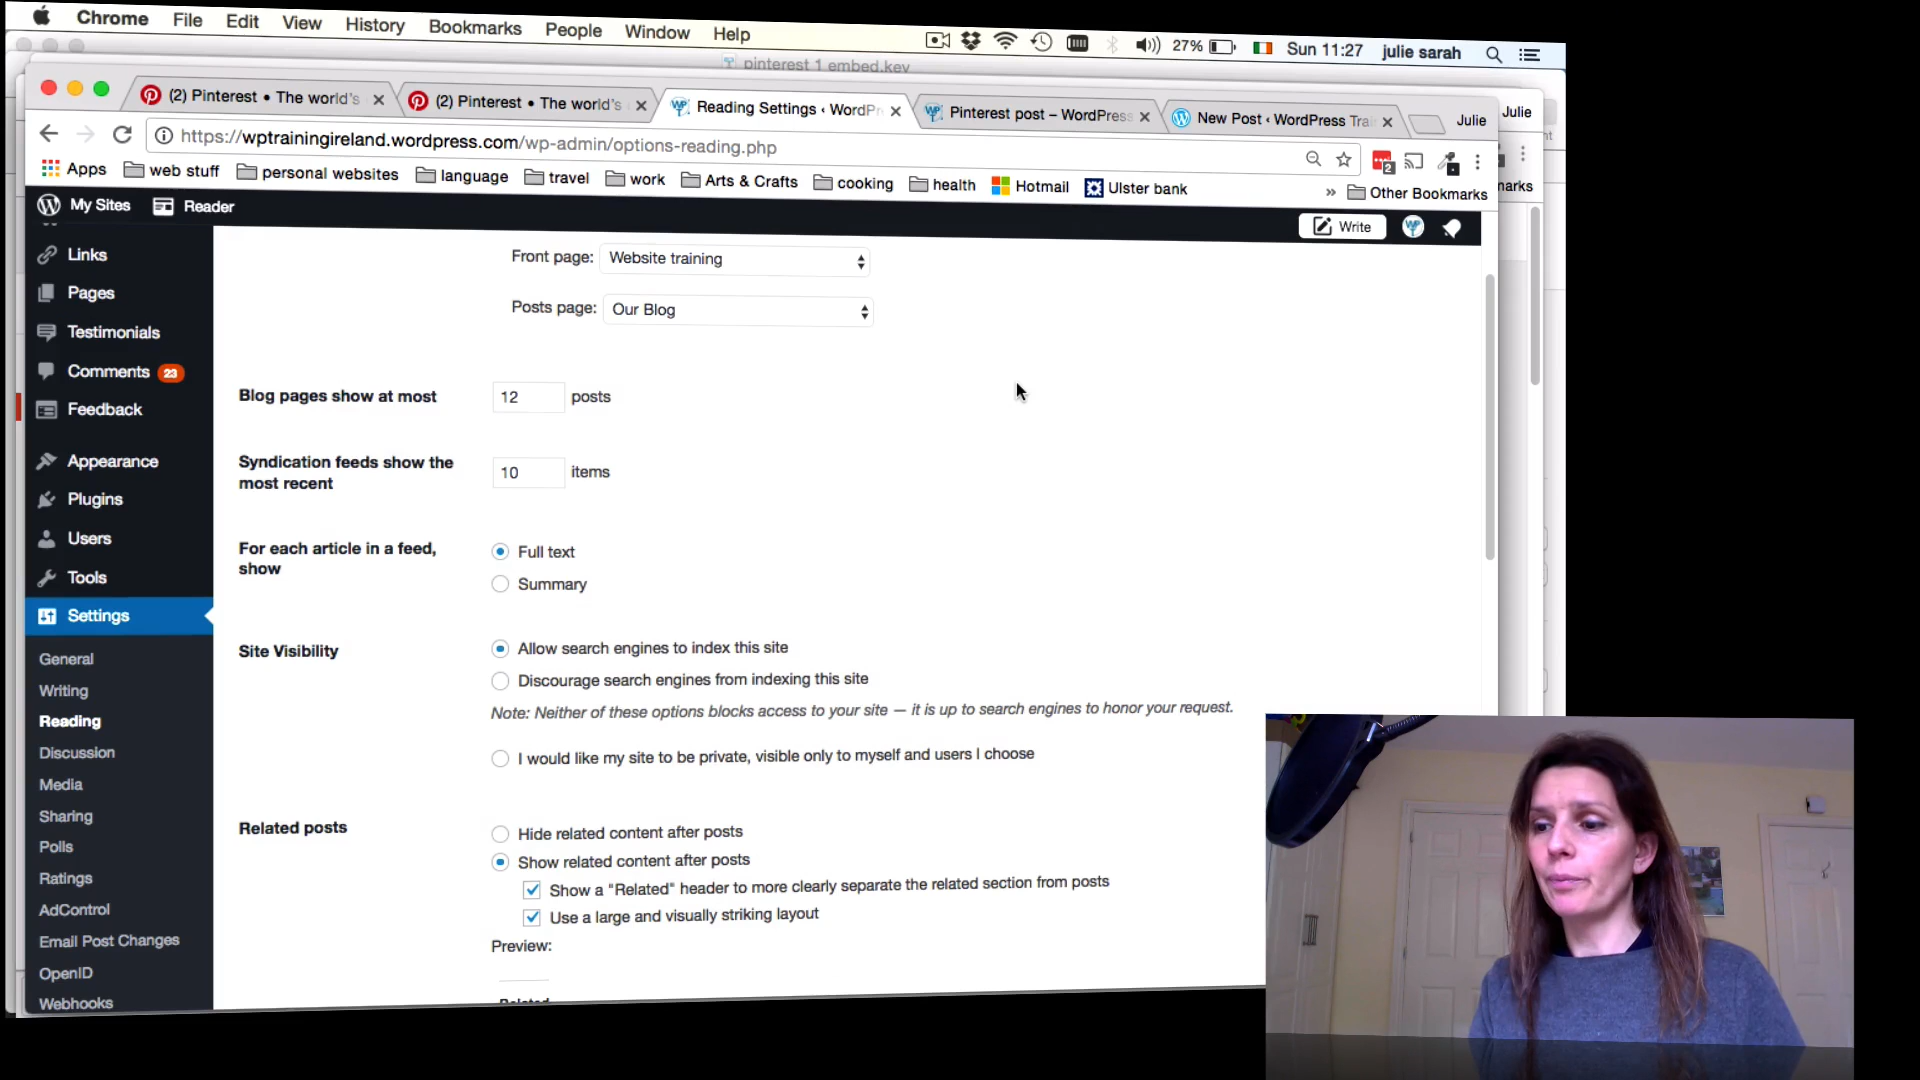 Chrome File Edit View History Bookmarks People Window Help 27% Sun 11:27 julie sarah
pinterest 1 embed.key
(2) Pinterest • The world's (2) Pinterest • The world's Reading Settings ‹ WordPr Pinterest post – WordPress New Post ‹ WordPress Trai Julie Julie
https://wptrainingireland.wordpress.com/wp-admin/options-reading.php 2
Apps web stuff personal websites language travel work Arts & Crafts cooking health Hotmail Ulster bank » Other Bookmarks arks
My Sites Reader Write
Links
Pages
Testimonials
Comments 23
Feedback
Appearance
Plugins
Users
Tools
Settings
General
Writing
Reading
Discussion
Media
Sharing
Polls
Ratings
AdControl
Email Post Changes
OpenID
Webhooks
Front page: Website training
Posts page: Our Blog
Blog pages show at most 12 posts
Syndication feeds show the
most recent 10 items
For each article in a feed,
show
Full text
Summary
Site Visibility
Allow search engines to index this site
Discourage search engines from indexing this site
Note: Neither of these options blocks access to your site — it is up to search engines to honor your request.
I would like my site to be private, visible only to myself and users I choose
Related posts
Hide related content after posts
Show related content after posts
Show a "Related" header to more clearly separate the related section from posts
Use a large and visually striking layout
Preview:
Related